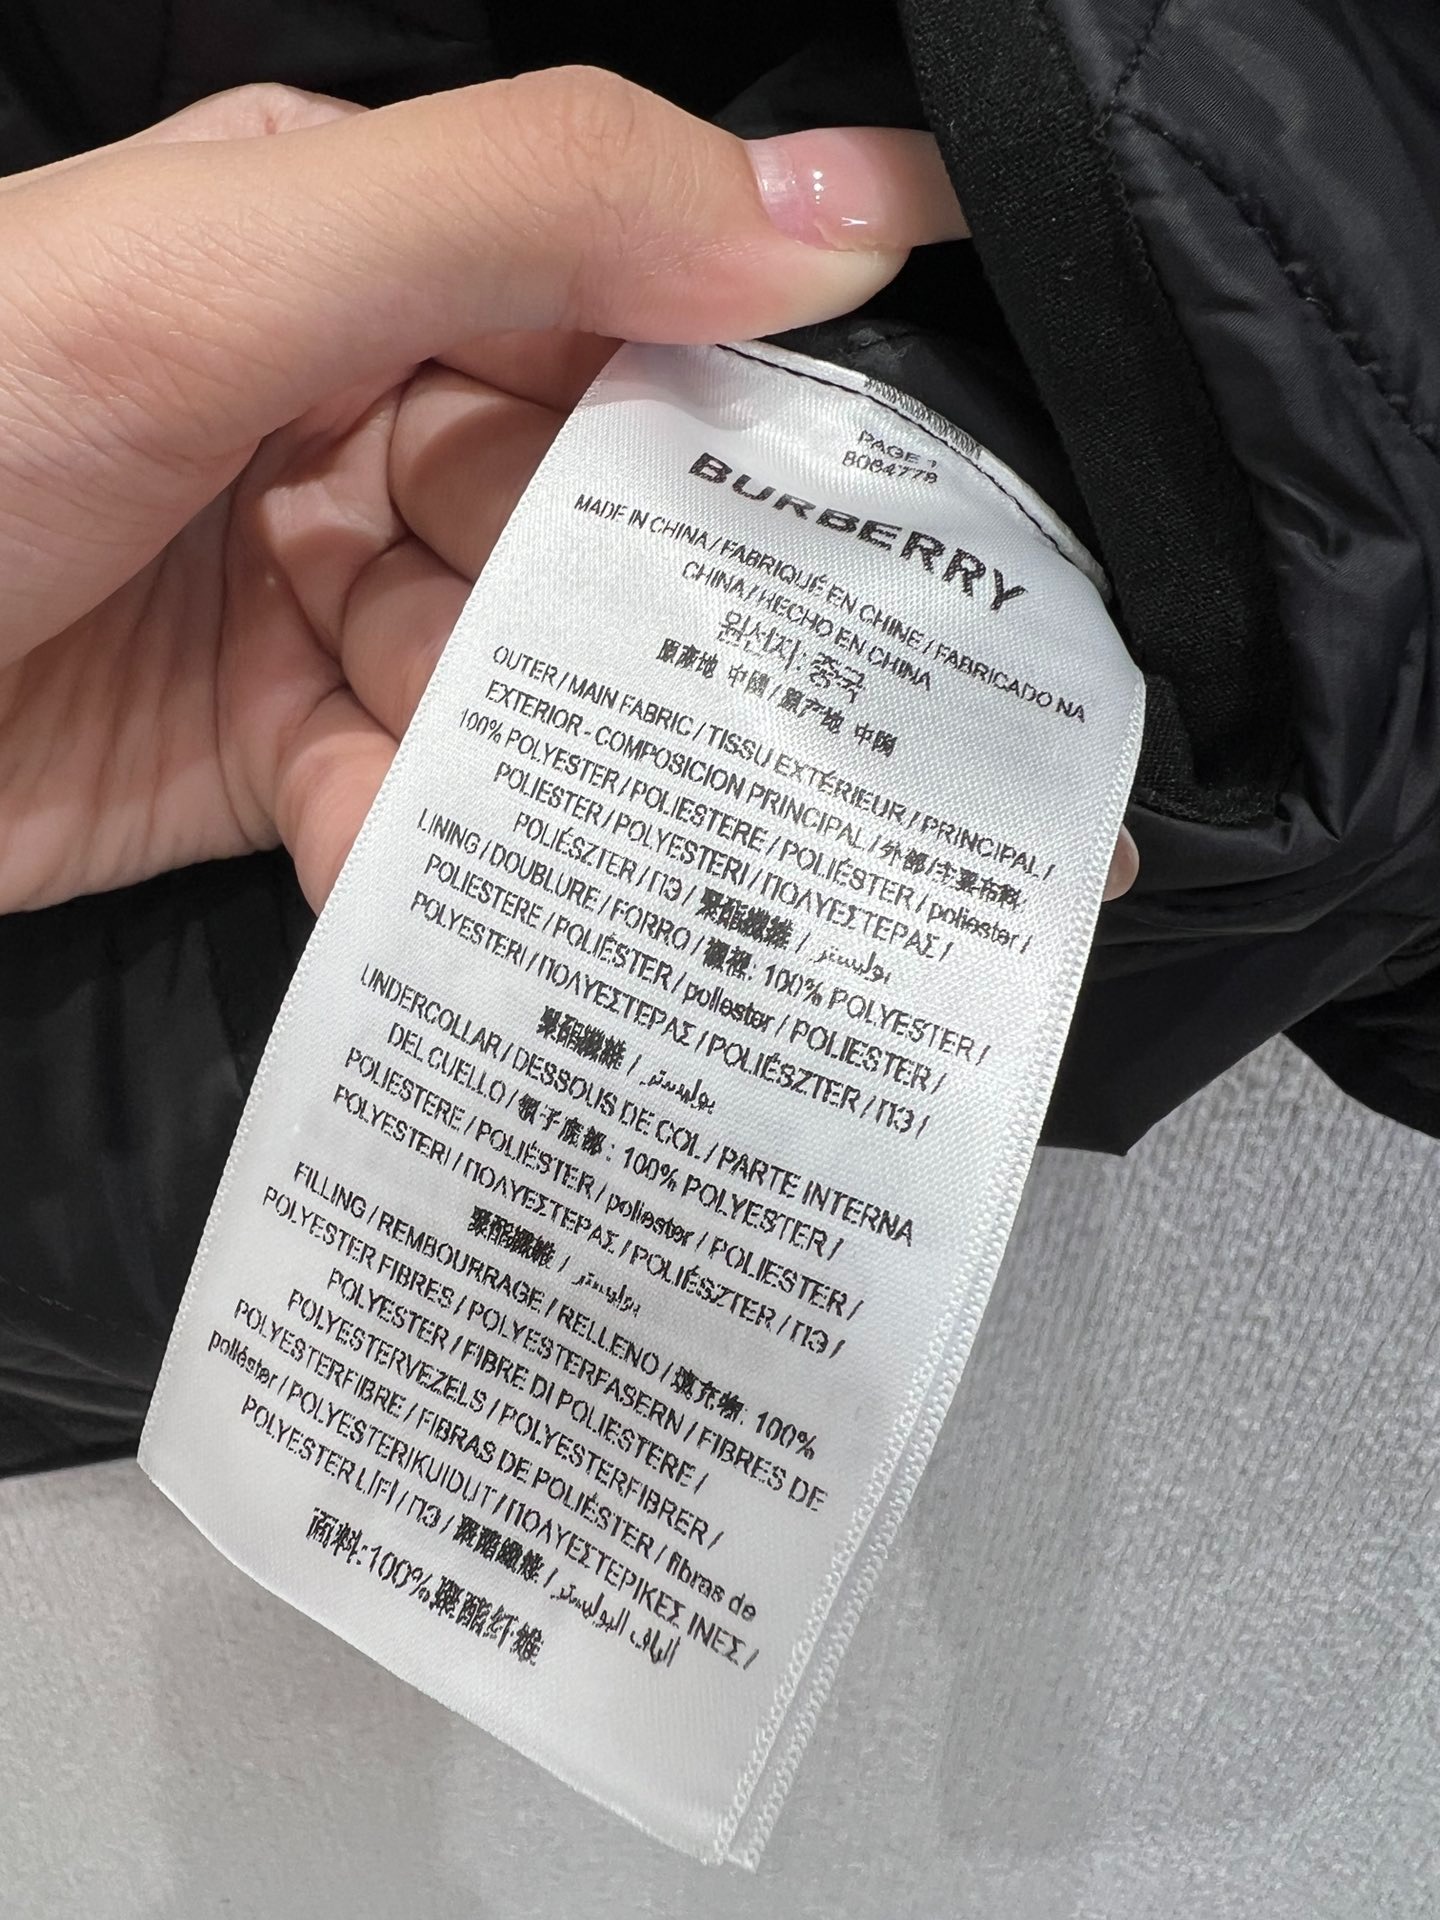 PAGE 1
8064778
BURBERRY
MADE IN CHINA / FABRIQUÉ EN CHINE / FABRICADO NA
CHINA / HECHO EN CHINA
원산지: 중국
原產地 中國 / 原产地 中国
OUTER / MAIN FABRIC / TISSU EXTÉRIEUR / PRINCIPAL /
EXTERIOR - COMPOSICION PRINCIPAL / 外部/主要布料:
100% POLYESTER / POLIESTERE / POLIÉSTER / poliester /
POLIESTER / POLYESTERI / ΠΟΛΥΕΣΤΕΡΑΣ /
POLIÉSZTER / ПЭ / 聚酯纖維 / بوليستر
LINING / DOUBLURE / FORRO / 襯裡: 100% POLYESTER /
POLIESTERE / POLIÉSTER / poliester / POLIESTER /
POLYESTERI / ΠΟΛΥΕΣΤΕΡΑΣ / POLIÉSZTER / ПЭ /
聚酯纖維 / بوليستر
UNDERCOLLAR / DESSOUS DE COL / PARTE INTERNA
DEL CUELLO / 領子底部: 100% POLYESTER /
POLIESTERE / POLIÉSTER / poliester / POLIESTER /
POLYESTERI / ΠΟΛΥΕΣΤΕΡΑΣ / POLIÉSZTER / ПЭ /
聚酯纖維 / بوليستر
FILLING / REMBOURRAGE / RELLENO / 填充物: 100%
POLYESTER FIBRES / POLYESTERFASERN / FIBRES DE
POLYESTER / FIBRE DI POLIESTERE /
POLYESTERVEZELS / POLYESTERFIBRER /
POLYESTERFIBRE / FIBRAS DE POLIÉSTER / fibras de
poliéster / POLYESTERIKUIDUT / ΠΟΛΥΕΣΤΕΡΙΚΕΣ ΙΝΕΣ /
POLYESTER LİFİ / ПЭ / 聚酯纖維 / ألياف البوليستر
面料:100%聚酯纤维